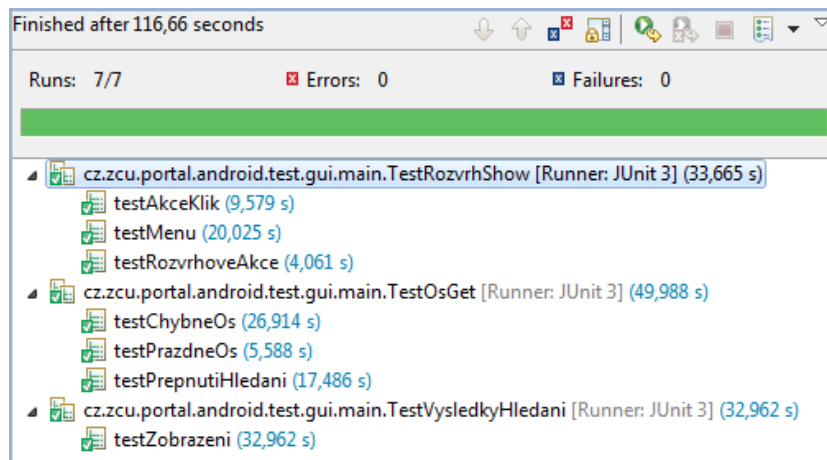 Finished after 116,66 seconds
Runs: 7/7 Errors: 0 Failures: 0
cz.zcu.portal.android.test.gui.main.TestRozvrhShow [Runner: JUnit 3] (33,665 s)
testAkceKlik (9,579 s)
testMenu (20,025 s)
testRozvrhoveAkce (4,061 s)
cz.zcu.portal.android.test.gui.main.TestOsGet [Runner: JUnit 3] (49,988 s)
testChybneOs (26,914 s)
testPrazdneOs (5,588 s)
testPrepnutiHledani (17,486 s)
cz.zcu.portal.android.test.gui.main.TestVysledkyHledani [Runner: JUnit 3] (32,962 s)
testZobrazeni (32,962 s)